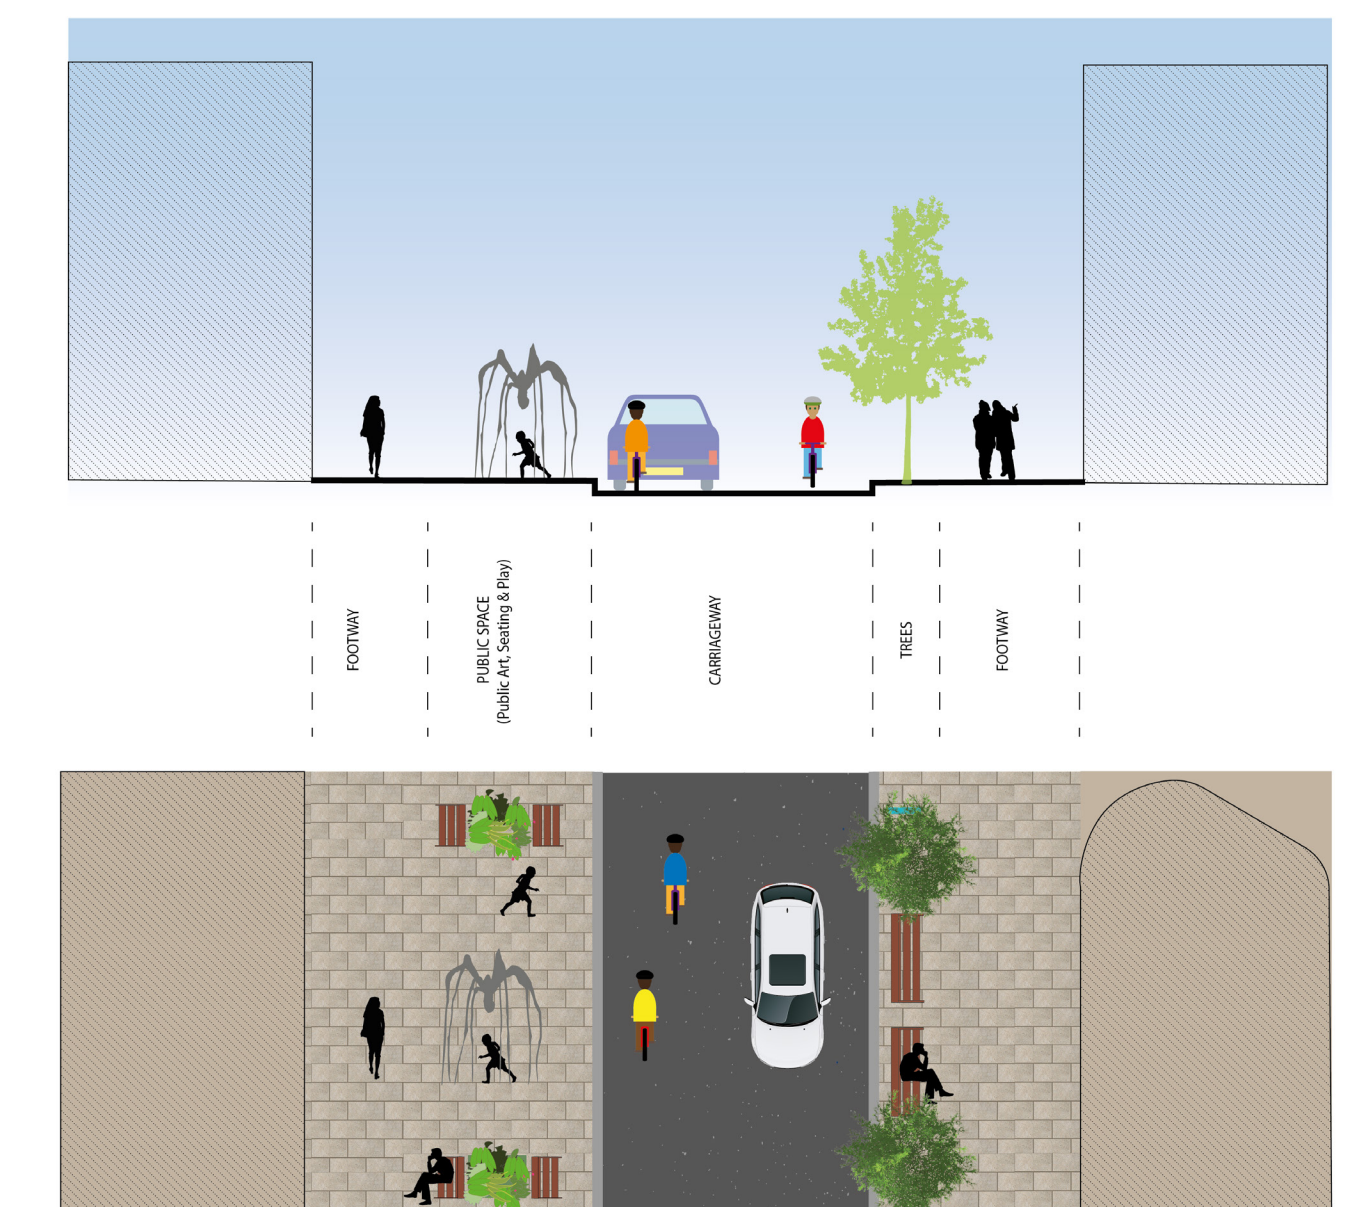 FOOTWAY
PUBLIC SPACE
(Public Art, Seating & Play)
CARRIAGEWAY
TREES
FOOTWAY